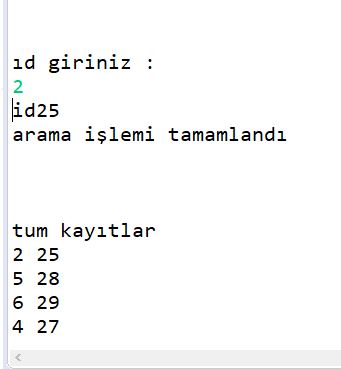 ıd giriniz :
2
id25
arama işlemi tamamlandı
tum kayıtlar
2 25
5 28
6 29
4 27